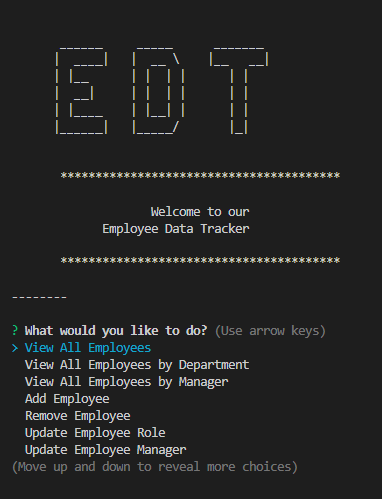 EDT
****************************************
Welcome to our
Employee Data Tracker
****************************************
--------
? What would you like to do? (Use arrow keys)
> View All Employees
View All Employees by Department
View All Employees by Manager
Add Employee
Remove Employee
Update Employee Role
Update Employee Manager
(Move up and down to reveal more choices)